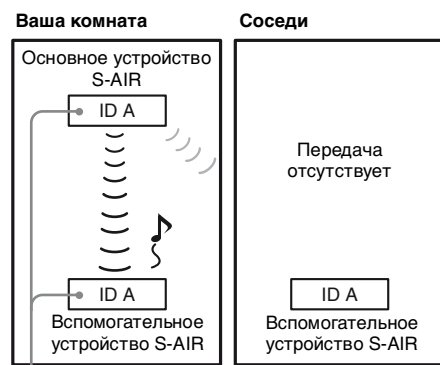 Ваша комната
Основное устройство
S-AIR
ID A
ID A
Вспомогательное
устройство S-AIR
Соседи
Передача
отсутствует
ID A
Вспомогательное
устройство S-AIR